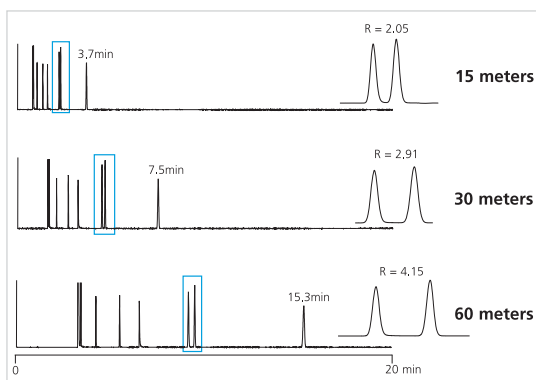 R = 2.05
3.7min
15 meters
R = 2.91
7.5min
30 meters
R = 4.15
15.3min
60 meters
0
20 min